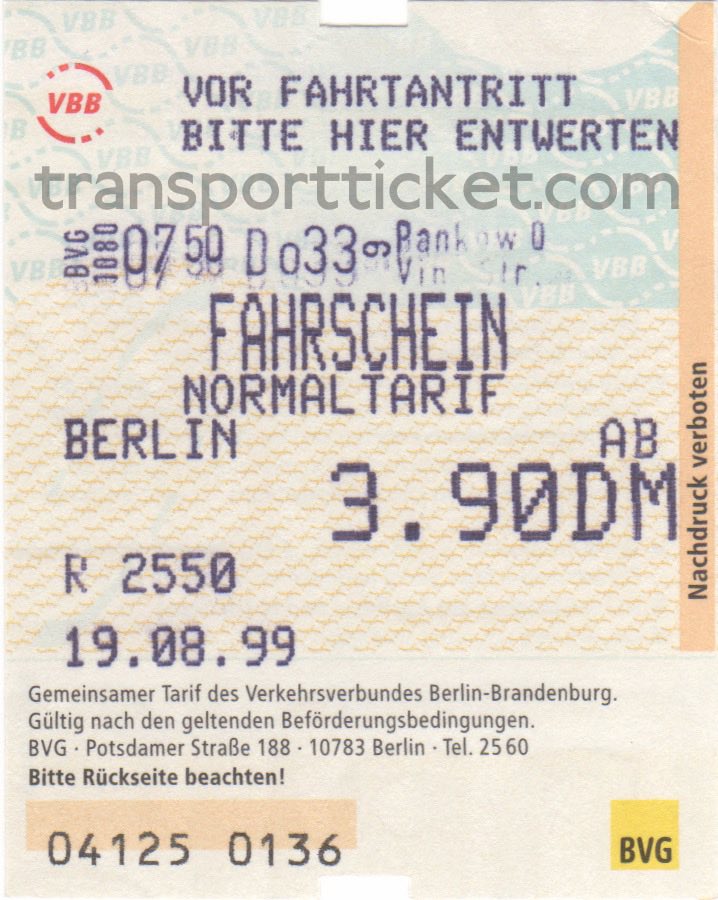 VBB
VOR FAHRTANTRITT
BITTE HIER ENTWERTEN
transportticket.com
BVG 1080 07 50 Do33 9 Pankow
Vin Str.
FAHRSCHEIN
NORMALTARIF
BERLIN AB
3.90DM
R 2550
19.08.99
Nachdruck verboten
Gemeinsamer Tarif des Verkehrsverbundes Berlin-Brandenburg.
Gültig nach den geltenden Beförderungsbedingungen.
BVG · Potsdamer Straße 188 · 10783 Berlin · Tel. 25 60
Bitte Rückseite beachten!
04125 0136
BVG